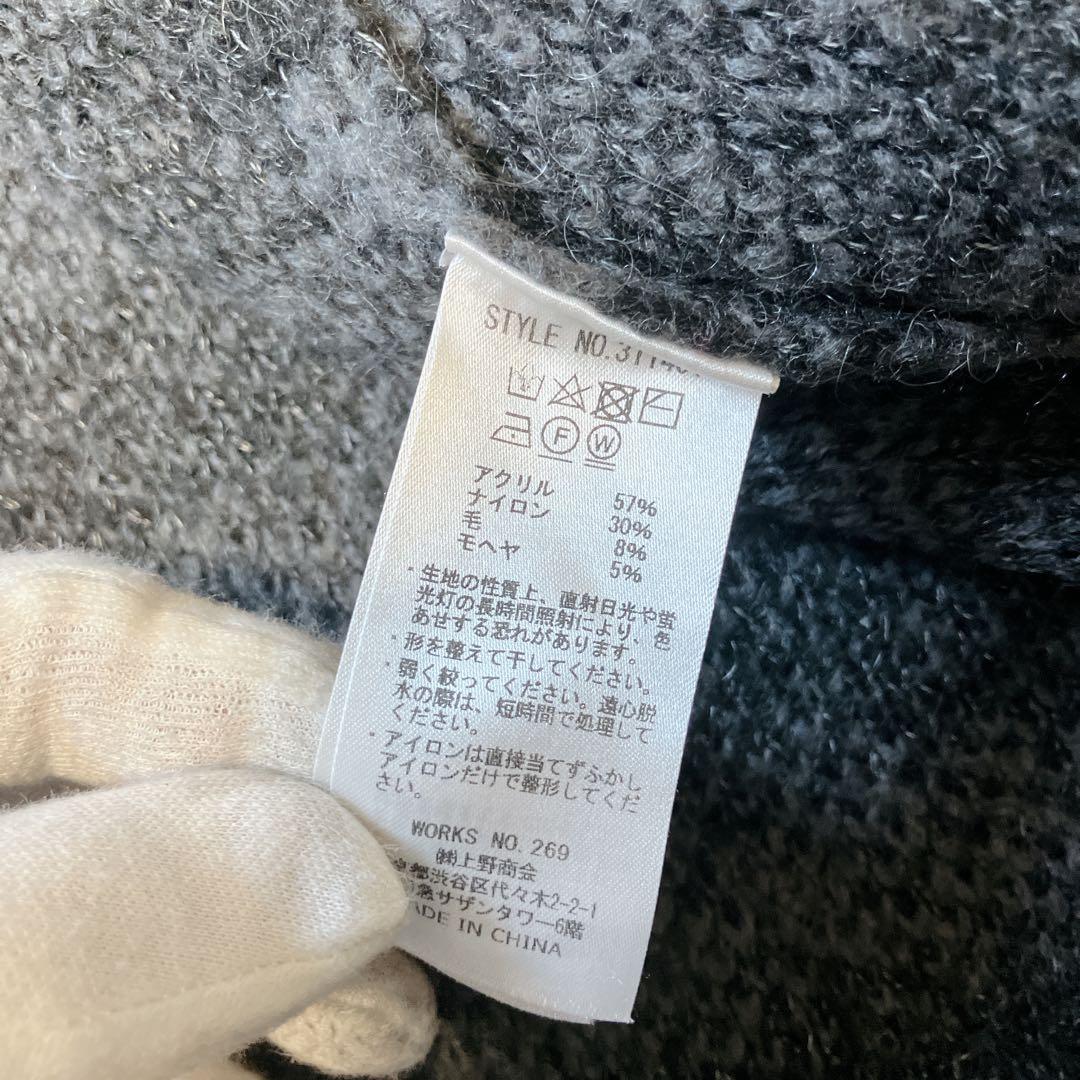 STYLE NO.
F W
アクリル 57%
ナイロン 30%
毛 8%
モヘヤ 5%
・生地の性質上、直射日光や蛍
光灯の長時間照射により、色
あせする恐れがあります。
・形を整えて干してください。
・弱く絞ってください。遠心脱
水の際は、短時間で処理して
ください。
・アイロンは直接当てずふかし
アイロンだけで整形してくだ
さい。
WORKS NO. 269
㈱上野商会
都渋谷区代々木2-2-1
急サザンタワー6階
ADE IN CHINA